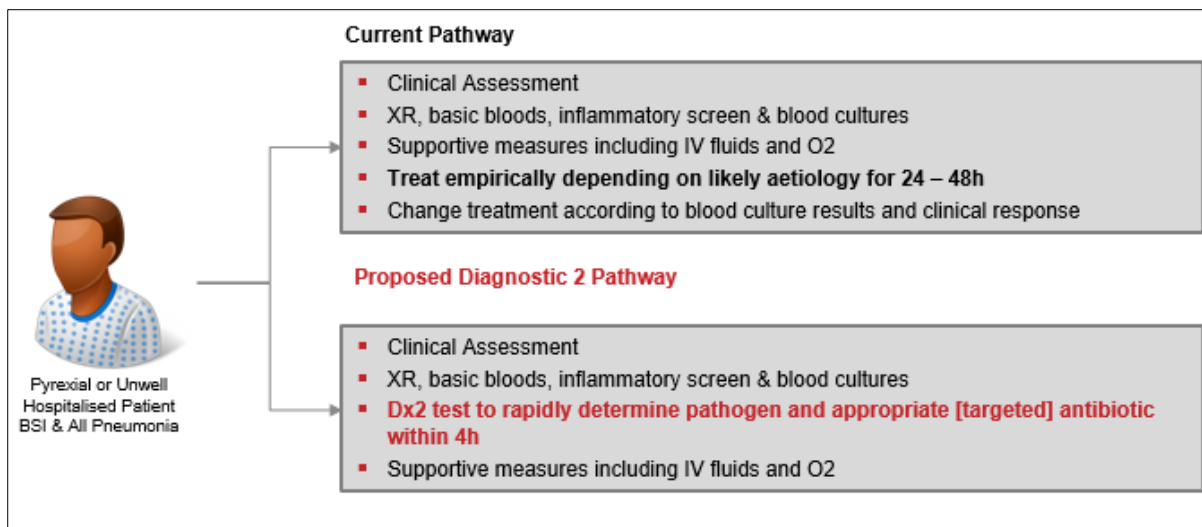 Current Pathway
▪ Clinical Assessment
▪ XR, basic bloods, inflammatory screen & blood cultures
▪ Supportive measures including IV fluids and O2
▪ Treat empirically depending on likely aetiology for 24 – 48h
▪ Change treatment according to blood culture results and clinical response
Pyrexial or Unwell
Hospitalised Patient
BSI & All Pneumonia
Proposed Diagnostic 2 Pathway
▪ Clinical Assessment
▪ XR, basic bloods, inflammatory screen & blood cultures
▪ Dx2 test to rapidly determine pathogen and appropriate [targeted] antibiotic
within 4h
▪ Supportive measures including IV fluids and O2